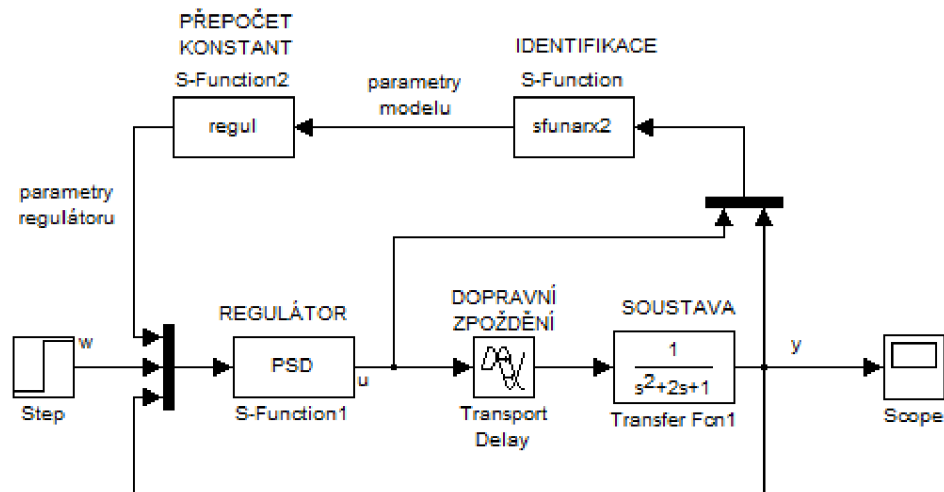 PŘEPOČET
KONSTANT
S-Function2
regul
parametry
modelu
IDENTIFIKACE
S-Function
sfunarx2
parametry
regulátoru
w
Step
REGULÁTOR
PSD
S-Function1
u
DOPRAVNÍ
ZPOŽDĚNÍ
Transport
Delay
SOUSTAVA
1
s²+2s+1
Transfer Fcn1
y
Scope